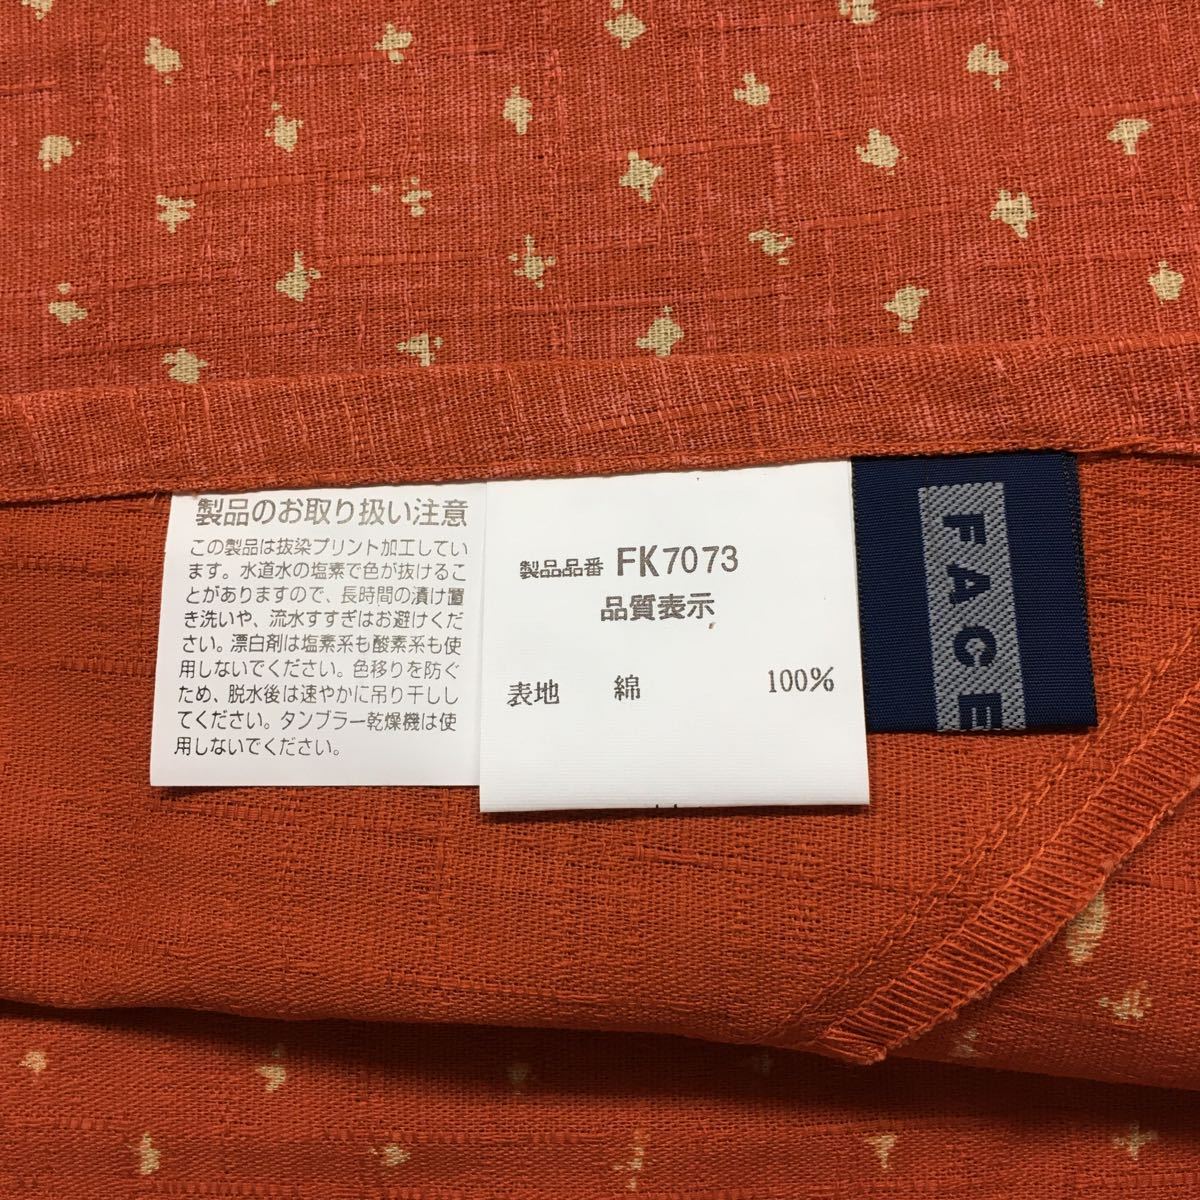 製品のお取り扱い注意
この製品は抜染プリント加工してい
ます。水道水の塩素で色が抜けるこ
とがありますので、長時間の漬け置
き洗いや、流水すすぎはお避けくだ
さい。漂白剤は塩素系も酸素系も使
用しないでください。色移りを防ぐ
ため、脱水後は速やかに吊り干しし
てください。タンブラー乾燥機は使
用しないでください。
製品品番 FK7073
品質表示
表地 綿 100%
FACE